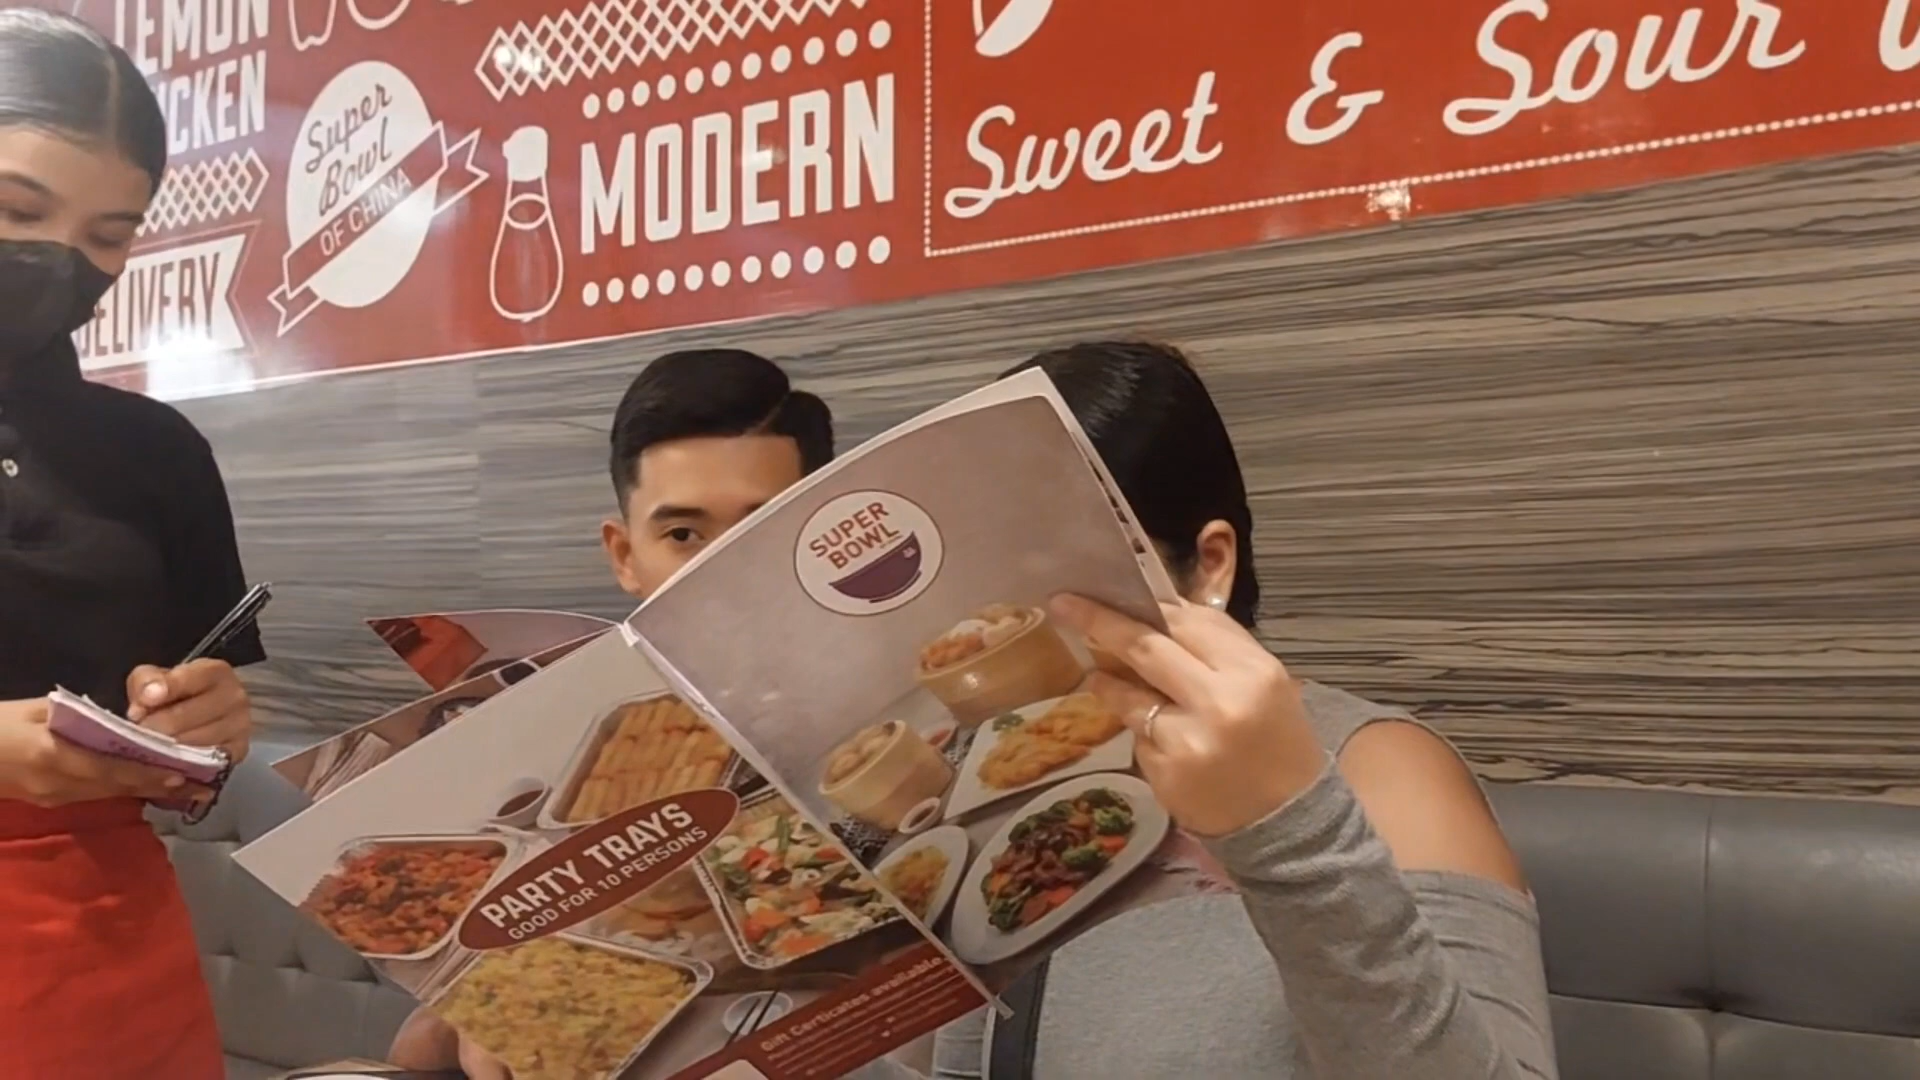 LEMON
CHICKEN
DELIVERY
Super
Bowl
OF CHINA
MODERN
Sweet & Sour
SUPER
BOWL
PARTY TRAYS
GOOD FOR 10 PERSONS
Gift Certicates available.